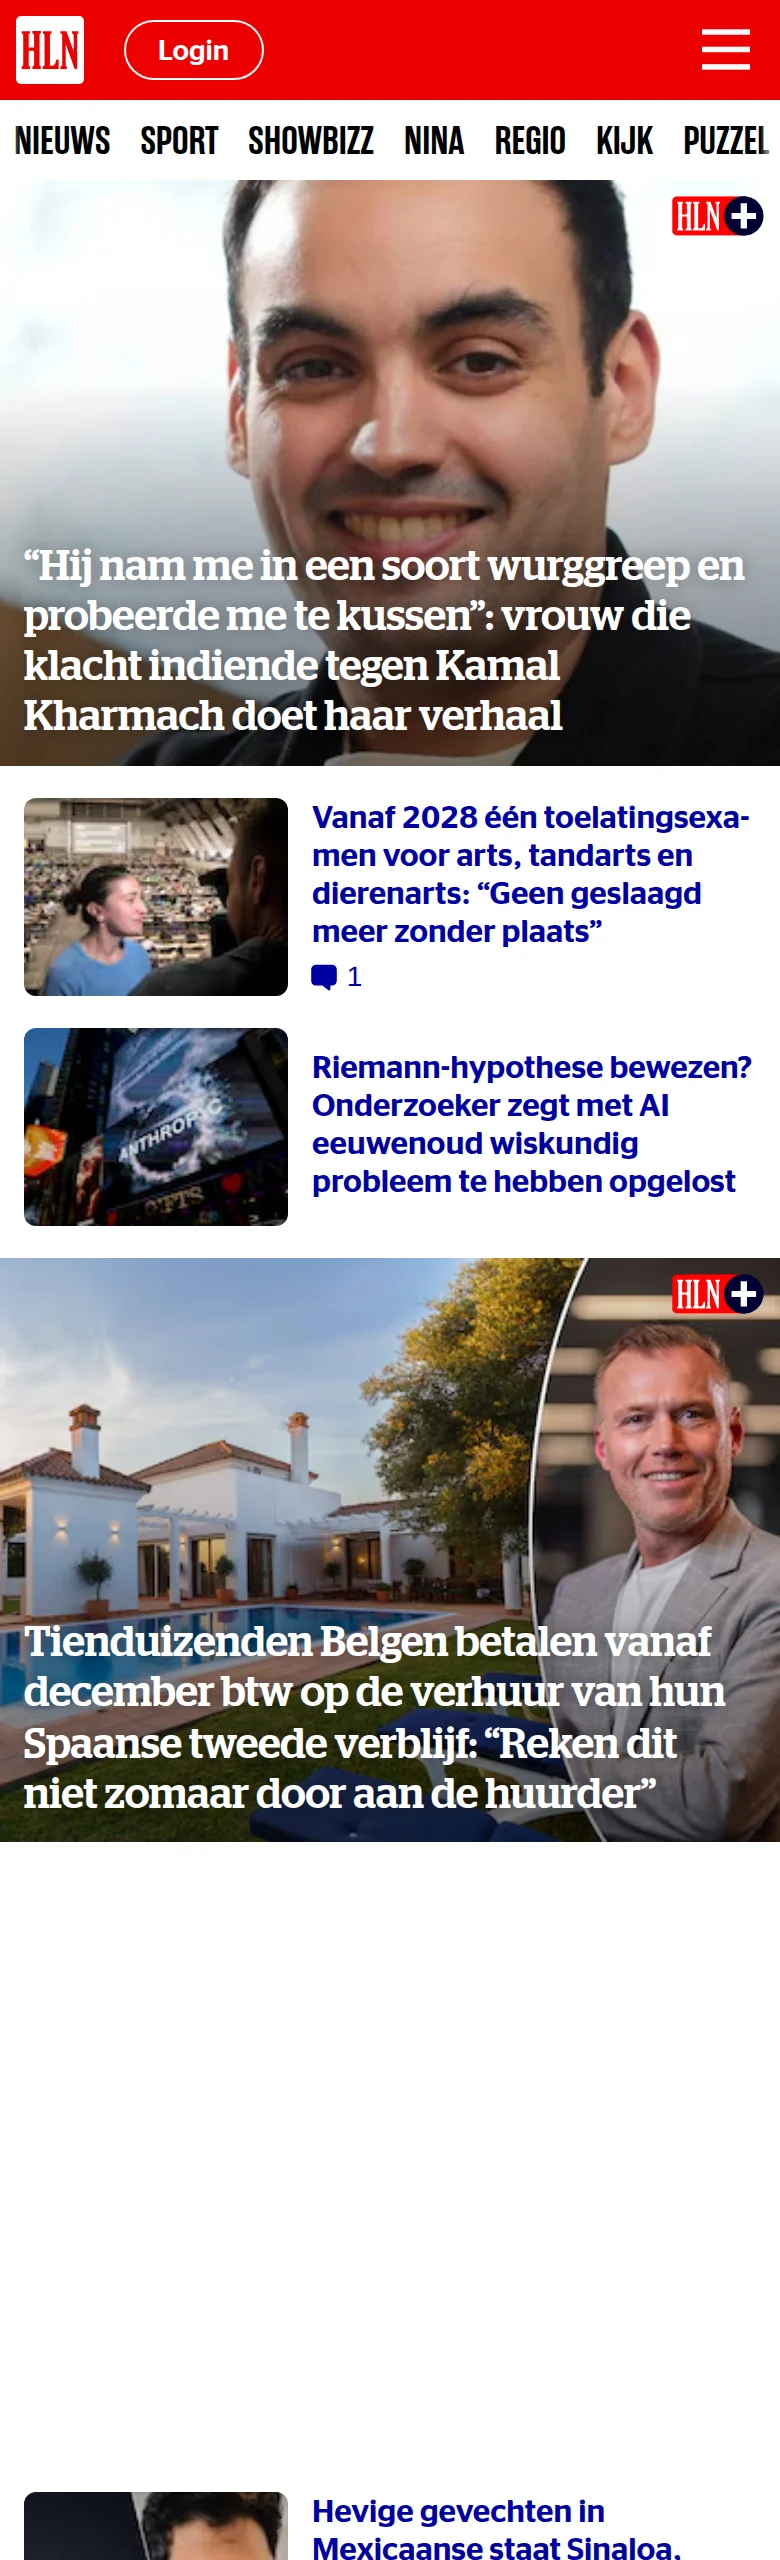 HLN
Login
NIEUWS SPORT SHOWBIZZ NINA REGIO KIJK PUZZEL
HLN+
“Hij nam me in een soort wurggreep en
probeerde me te kussen”: vrouw die
klacht indiende tegen Kamal
Kharmach doet haar verhaal
Vanaf 2028 één toelatingsexa-
men voor arts, tandarts en
dierenarts: “Geen geslaagd
meer zonder plaats”
1
ANTHROPIC
Riemann-hypothese bewezen?
Onderzoeker zegt met AI
eeuwenoud wiskundig
probleem te hebben opgelost
HLN+
Tienduizenden Belgen betalen vanaf
december btw op de verhuur van hun
Spaanse tweede verblijf: “Reken dit
niet zomaar door aan de huurder”
Hevige gevechten in
Mexicaanse staat Sinaloa,